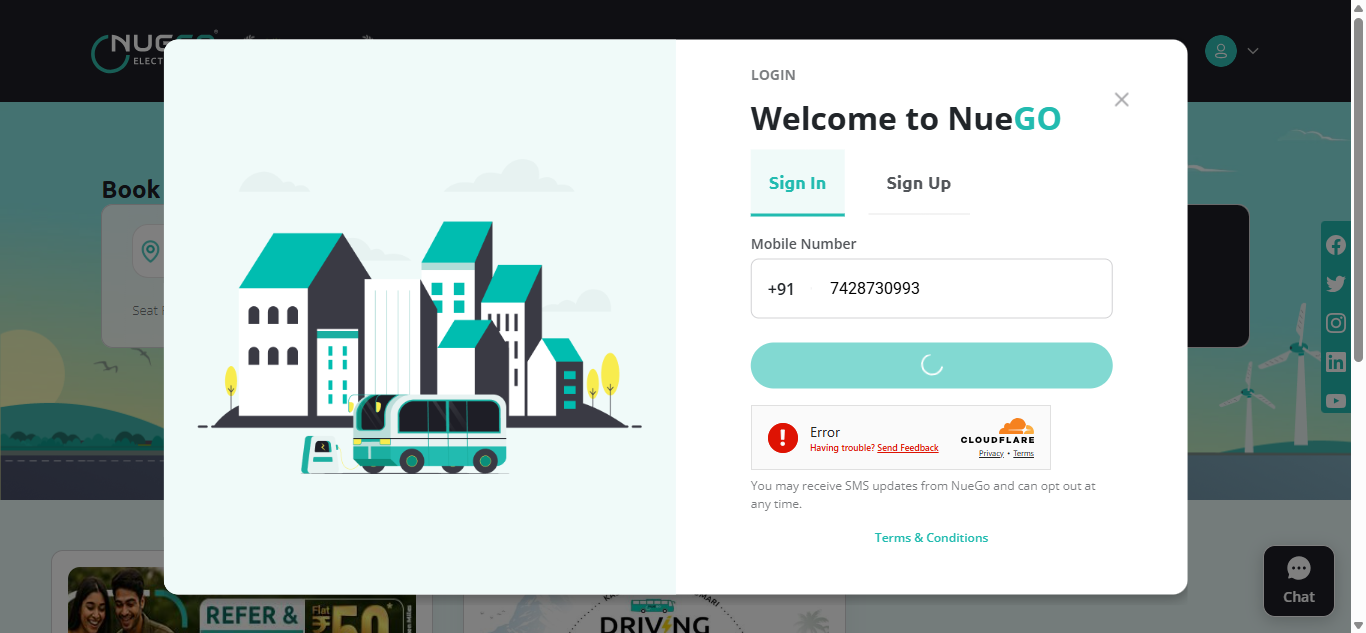 LOGIN
Welcome to NueGO
Sign In
Sign Up
Mobile Number
+91
7428730993
Error
Having trouble? Send Feedback
CLOUDFLARE
Privacy • Terms
You may receive SMS updates from NueGo and can opt out at
any time.
Terms & Conditions
Book
Seat
Chat
REFER &
Flat
50*
DRIVING